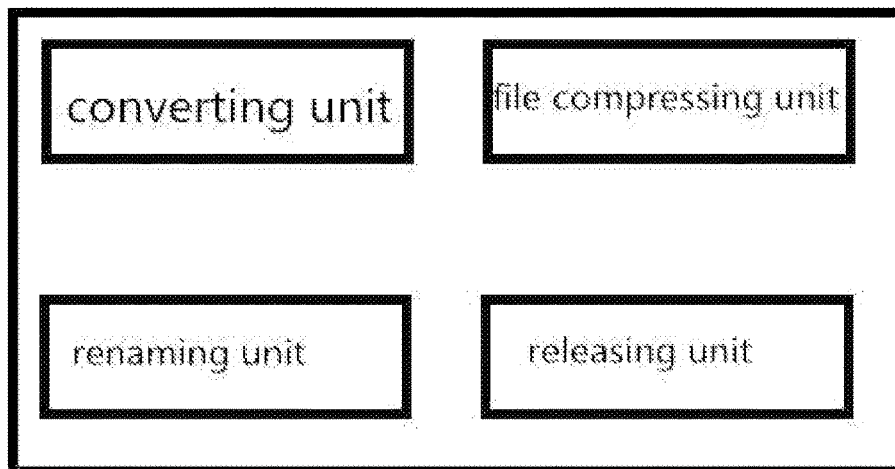 converting unit
file compressing unit
renaming unit
releasing unit